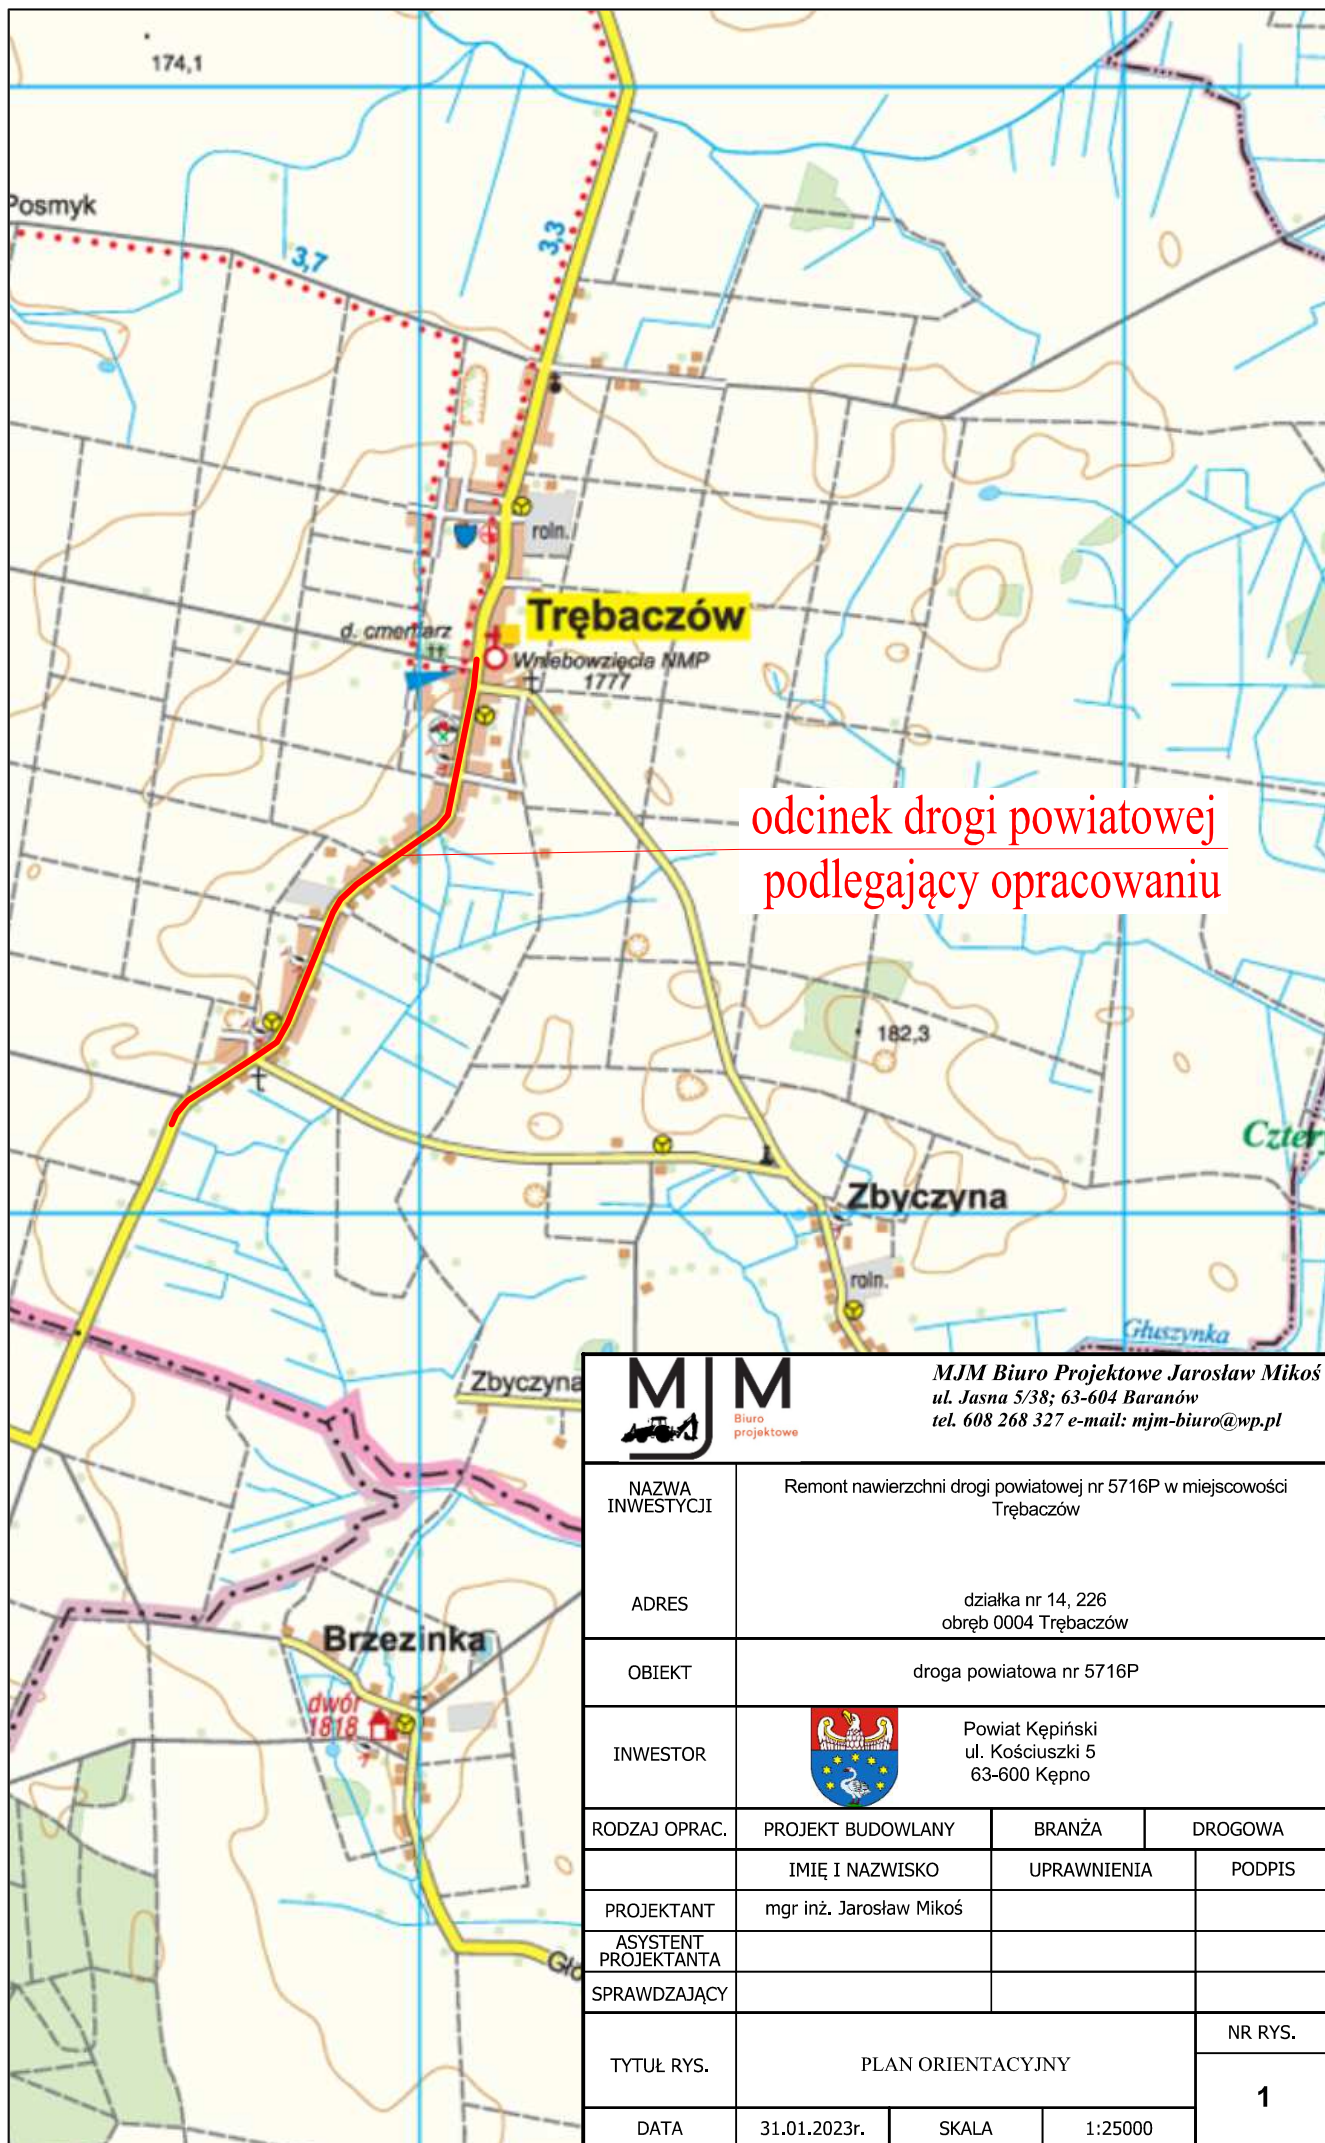 174,1
Posmyk
3,7
3,3
roln.
Trębaczów
d. cmentarz
Wniebowzięcia NMP
1777
odcinek drogi powiatowej
podlegający opracowaniu
182,3
Zbyczyna
roln.
Głuszynka
Zbyczyna
Brzezinka
dwór
1818
MJM
Biuro
projektowe
MJM Biuro Projektowe Jarosław Mikoś
ul. Jasna 5/38; 63-604 Baranów
tel. 608 268 327 e-mail: mjm-biuro@wp.pl
NAZWA
INWESTYCJI
Remont nawierzchni drogi powiatowej nr 5716P w miejscowości
Trębaczów
ADRES
działka nr 14, 226
obręb 0004 Trębaczów
OBIEKT
droga powiatowa nr 5716P
INWESTOR
Powiat Kępiński
ul. Kościuszki 5
63-600 Kępno
RODZAJ OPRAC. PROJEKT BUDOWLANY BRANŻA DROGOWA
IMIĘ I NAZWISKO UPRAWNIENIA PODPIS
PROJEKTANT mgr inż. Jarosław Mikoś
ASYSTENT
PROJEKTANTA
SPRAWDZAJĄCY
TYTUŁ RYS. PLAN ORIENTACYJNY
NR RYS.
1
DATA 31.01.2023r. SKALA 1:25000